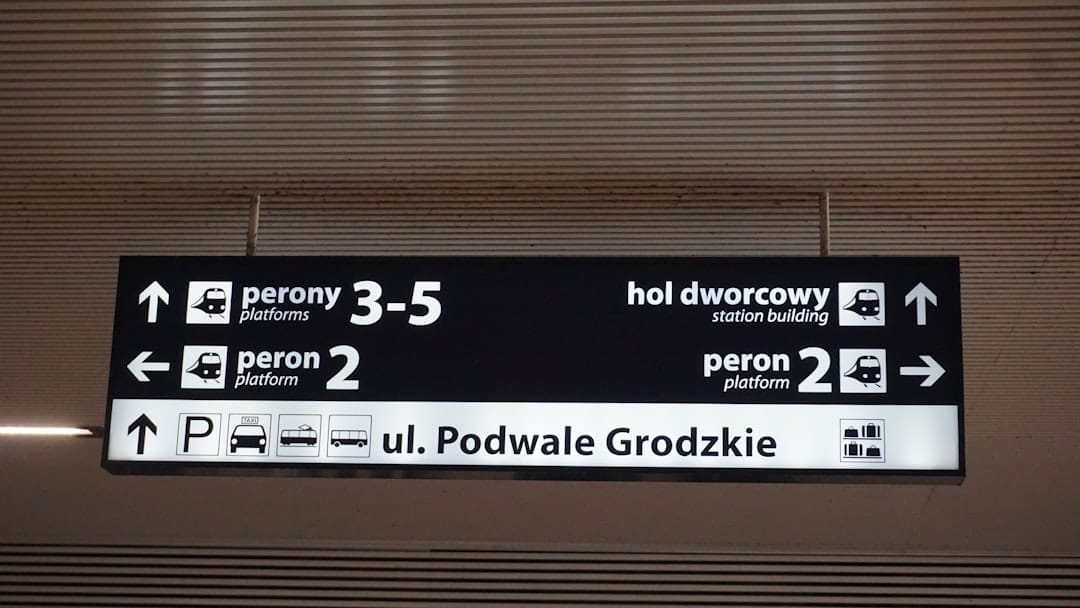 perony 3-5
platforms
hol dworcowy
station building
peron 2
platform
peron 2
platform
P TAXI ul. Podwale Grodzkie